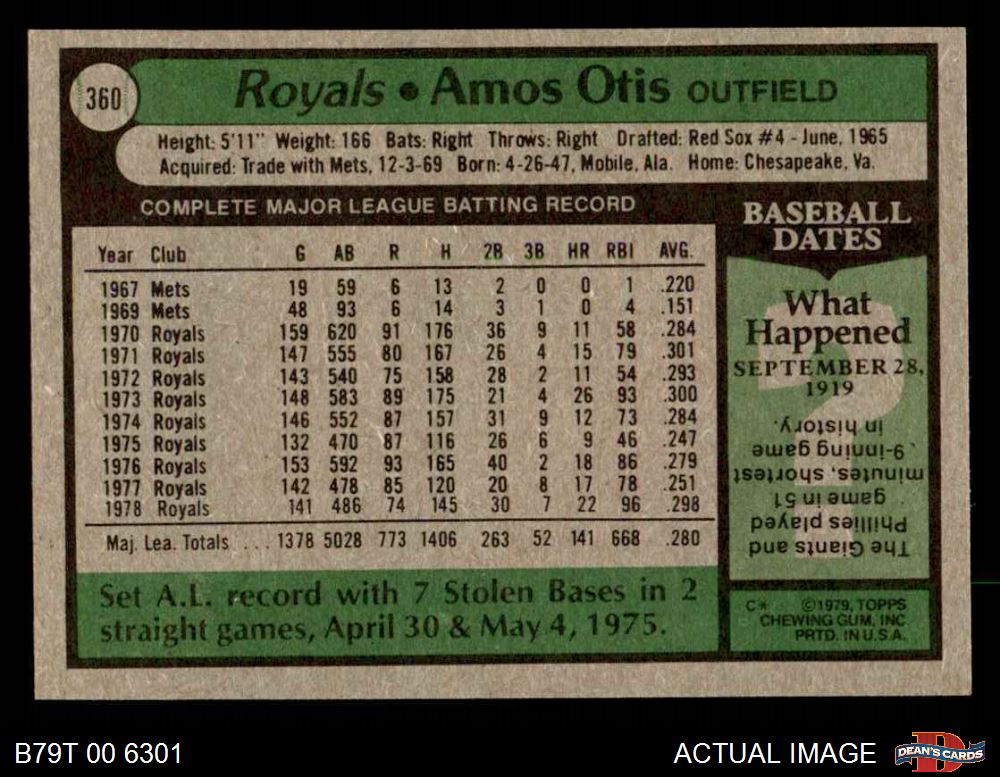 360
Royals • Amos Otis OUTFIELD
Height: 5'11" Weight: 166 Bats: Right Throws: Right Drafted: Red Sox #4 - June, 1965
Acquired: Trade with Mets, 12-3-69 Born: 4-26-47, Mobile, Ala. Home: Chesapeake, Va.
COMPLETE MAJOR LEAGUE BATTING RECORD
Year Club G AB R H 2B 3B HR RBI AVG.
1967 Mets 19 59 6 13 2 0 0 1 .220
1969 Mets 48 93 6 14 3 1 0 4 .151
1970 Royals 159 620 91 176 36 9 11 58 .284
1971 Royals 147 555 80 167 26 4 15 79 .301
1972 Royals 143 540 75 158 28 2 11 54 .293
1973 Royals 148 583 89 175 21 4 26 93 .300
1974 Royals 146 552 87 157 31 9 12 73 .284
1975 Royals 132 470 87 116 26 6 9 46 .247
1976 Royals 153 592 93 165 40 2 18 86 .279
1977 Royals 142 478 85 120 20 8 17 78 .251
1978 Royals 141 486 74 145 30 7 22 96 .298
Maj. Lea. Totals ... 1378 5028 773 1406 263 52 141 668 .280
Set A.L. record with 7 Stolen Bases in 2
straight games, April 30 & May 4, 1975.
BASEBALL
DATES
What
Happened
SEPTEMBER 28,
1919
The Giants and
Phillies played
game in 51
minutes, shortest
9-inning game
in history.
C* ©1979, TOPPS
CHEWING GUM, INC
PRTD. IN U.S.A.
B79T 00 6301
ACTUAL IMAGE
D
DEAN'S CARDS